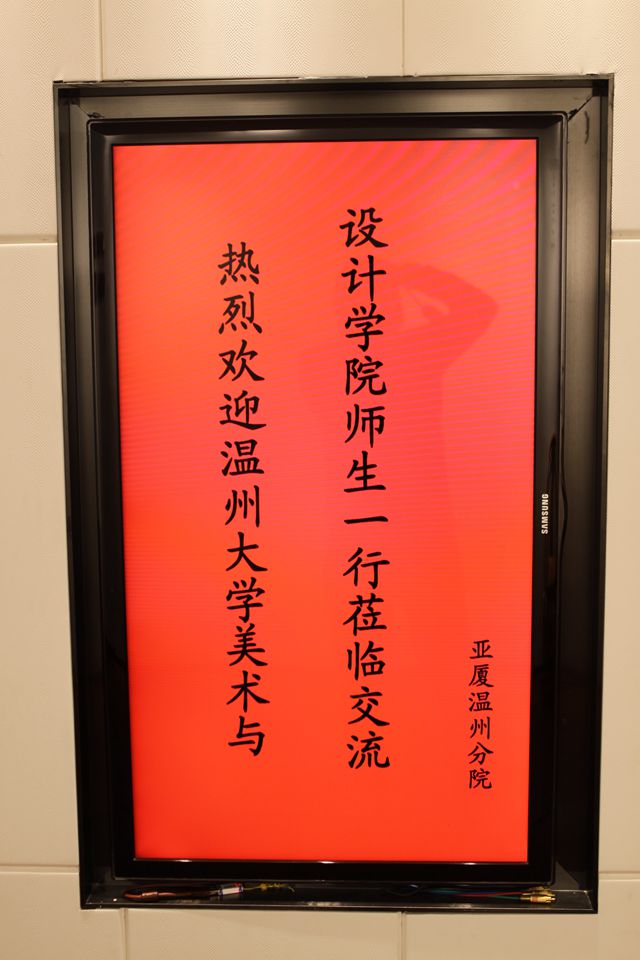 热烈欢迎温州大学美术与
设计学院师生一行莅临交流
亚厦温州分院
SAMSUNG